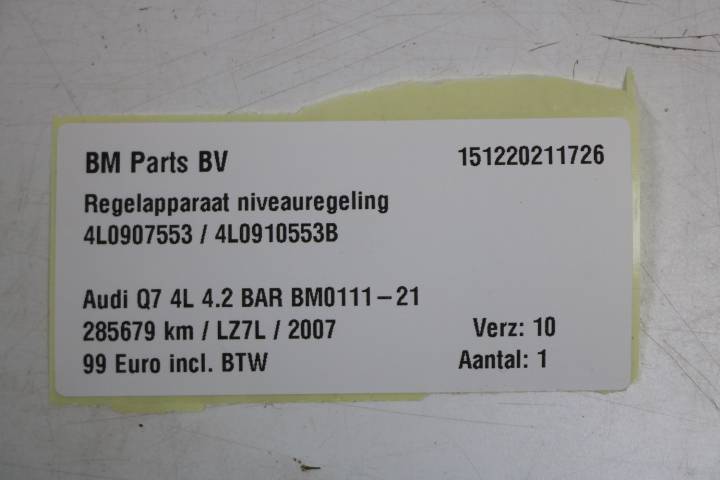 BM Parts BV 151220211726
Regelapparaat niveauregeling
4L0907553 / 4L0910553B
Audi Q7 4L 4.2 BAR BM0111-21
285679 km / LZ7L / 2007 Verz: 10
99 Euro incl. BTW Aantal: 1